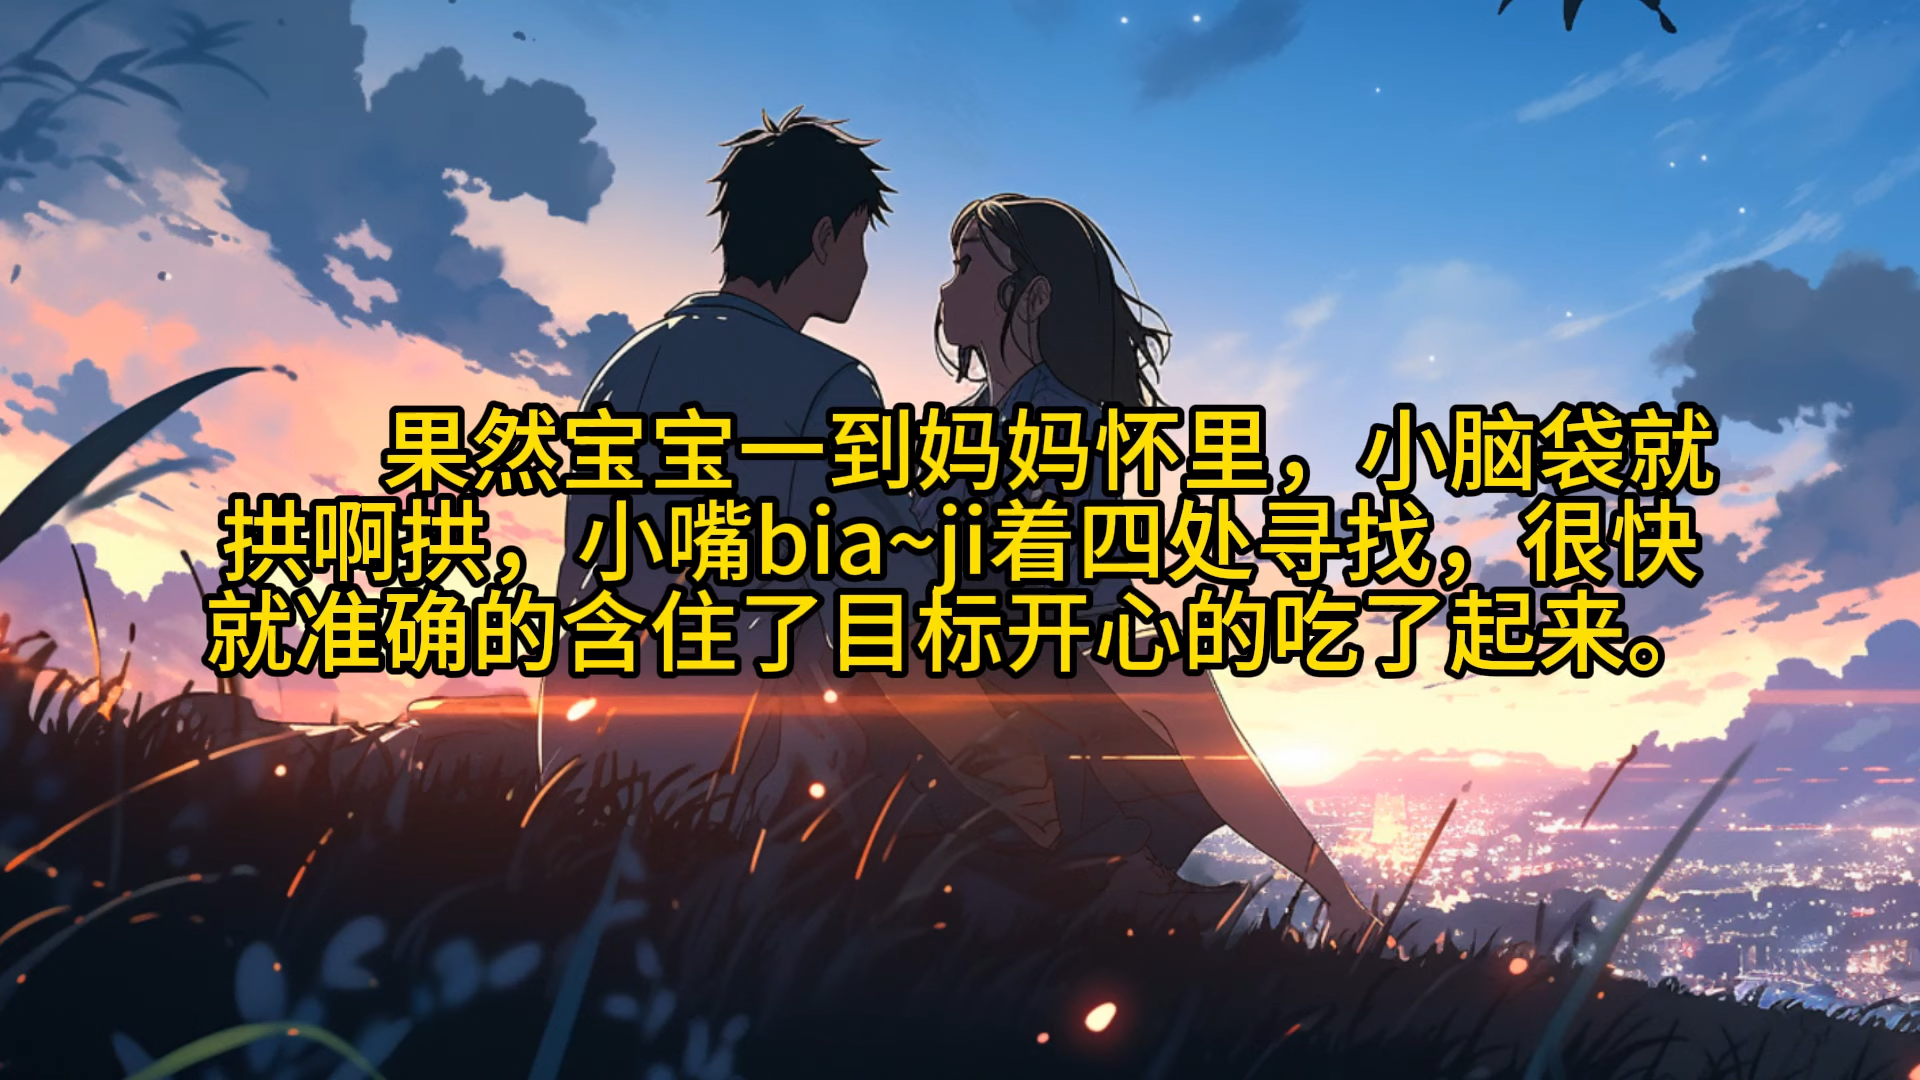 果然宝宝一到妈妈怀里，小脑袋就
拱啊拱，小嘴bia~ji着四处寻找，很快
就准确的含住了目标开心的吃了起来。